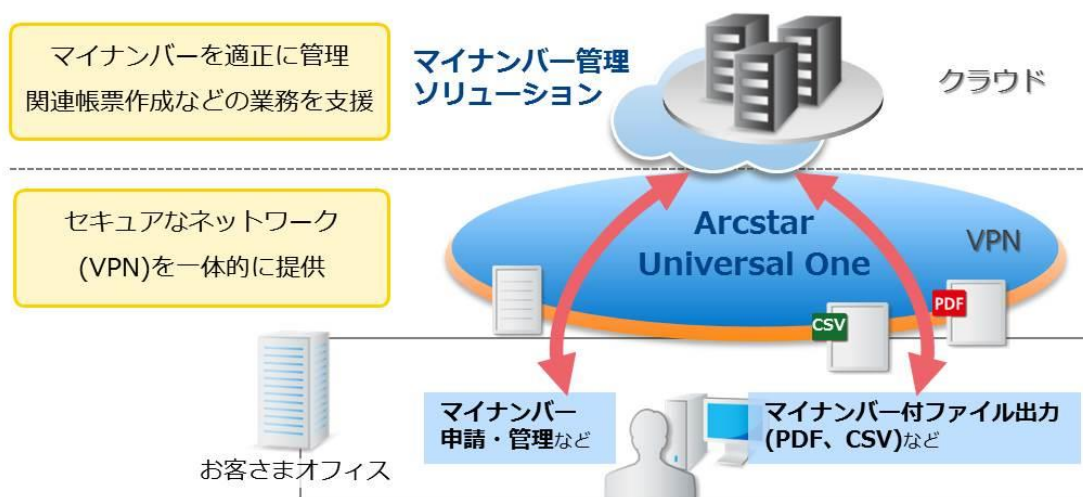 マイナンバーを適正に管理
関連帳票作成などの業務を支援
マイナンバー管理
ソリューション
クラウド
セキュアなネットワーク
(VPN)を一体的に提供
Arcstar
Universal One
VPN
PDF
CSV
マイナンバー
申請・管理など
マイナンバー付ファイル出力
(PDF、CSV)など
お客さまオフィス